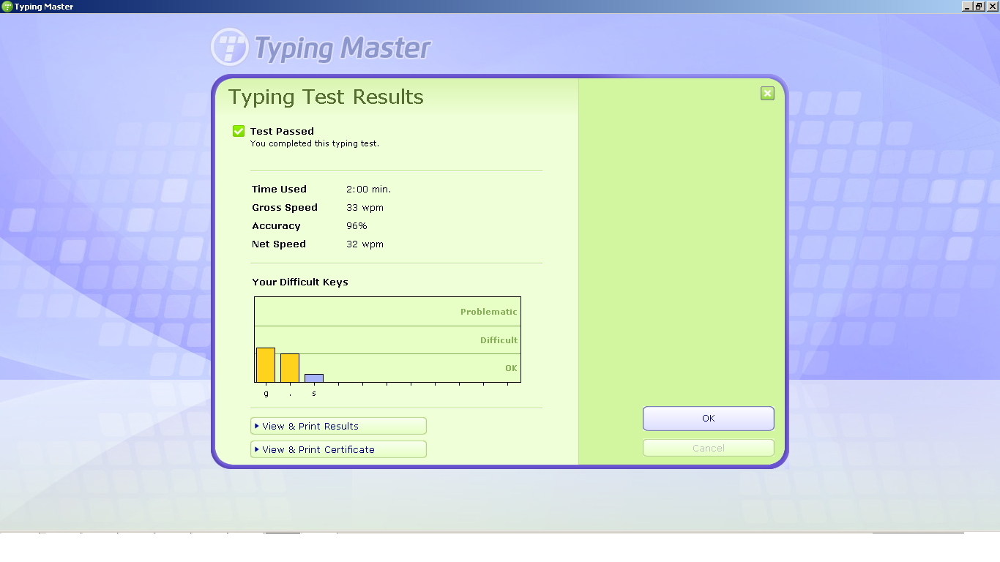 Typing Master
Typing Master
Typing Test Results
Test Passed
You completed this typing test.
Time Used 2:00 min.
Gross Speed 33 wpm
Accuracy 96%
Net Speed 32 wpm
Your Difficult Keys
Problematic
Difficult
OK
g . s
View & Print Results
View & Print Certificate
OK
Cancel